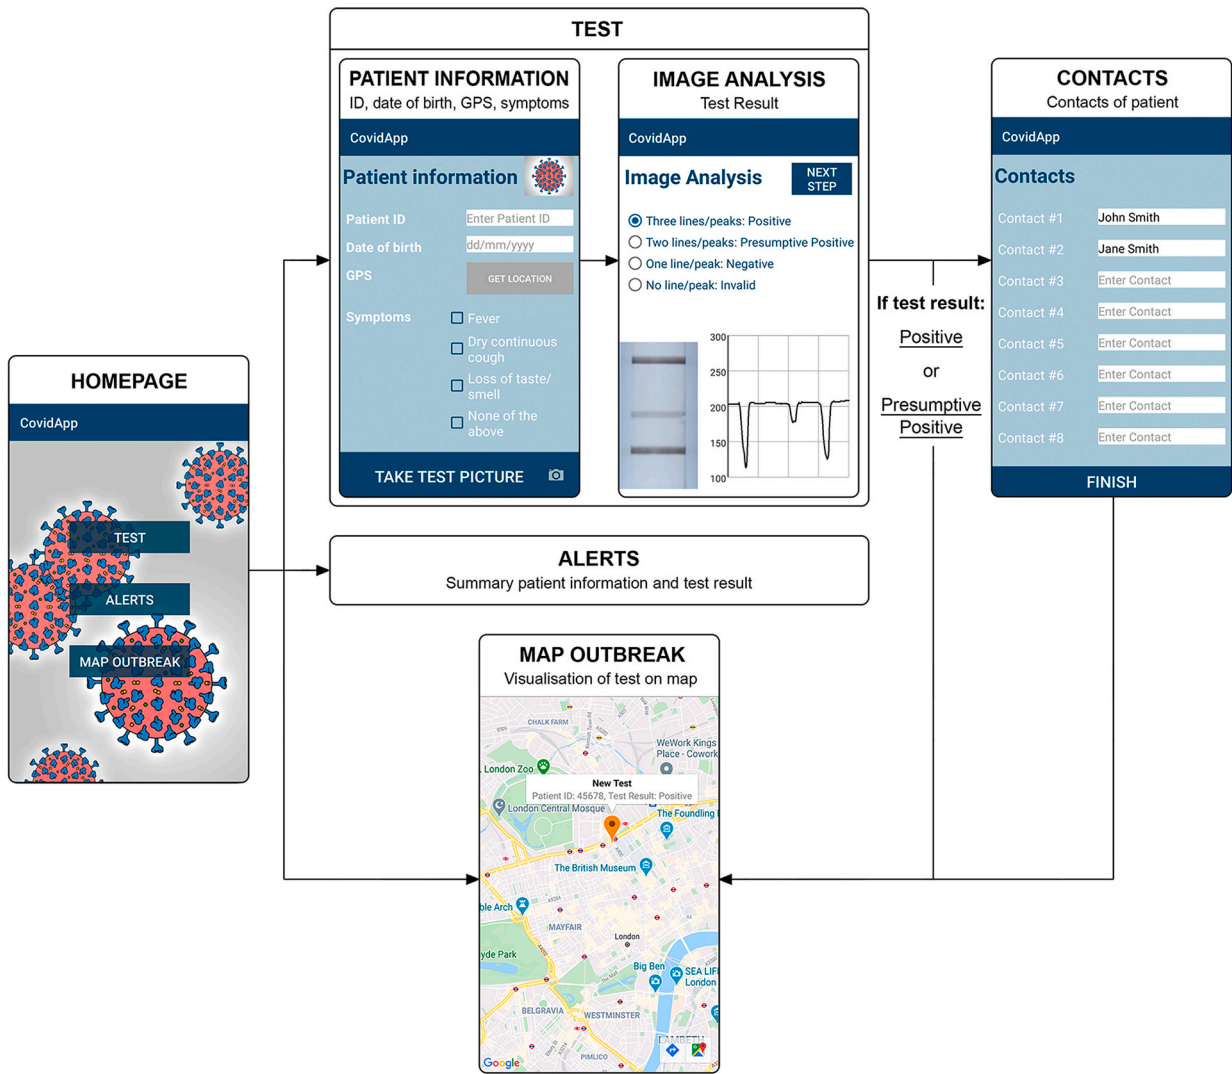 TEST
PATIENT INFORMATION
ID, date of birth, GPS, symptoms
CovidApp
Patient information
Patient ID
Enter Patient ID
Date of birth
dd/mm/yyyy
GPS
GET LOCATION
Symptoms
Fever
Dry continuous
cough
Loss of taste/
smell
None of the
above
TAKE TEST PICTURE
IMAGE ANALYSIS
Test Result
CovidApp
Image Analysis
NEXT
STEP
Three lines/peaks: Positive
Two lines/peaks: Presumptive Positive
One line/peak: Negative
No line/peak: Invalid
300
250
200
150
100
If test result:
Positive
or
Presumptive
Positive
CONTACTS
Contacts of patient
CovidApp
Contacts
Contact #1 John Smith
Contact #2 Jane Smith
Contact #3 Enter Contact
Contact #4 Enter Contact
Contact #5 Enter Contact
Contact #6 Enter Contact
Contact #7 Enter Contact
Contact #8 Enter Contact
FINISH
HOMEPAGE
CovidApp
TEST
ALERTS
MAP OUTBREAK
ALERTS
Summary patient information and test result
MAP OUTBREAK
Visualisation of test on map
CHALK FARM
WeWork Kings
Place - Cowork
London Zoo
New Test
Patient ID: 45678, Test Result: Positive
London Central Mosque
The Foundling
The British Museum
ble Arch
MAYFAIR
London
yde Park
Big Ben
SEA LIF
London
BELGRAVIA
WESTMINSTER
LAMBETH
PIMLICO
Google